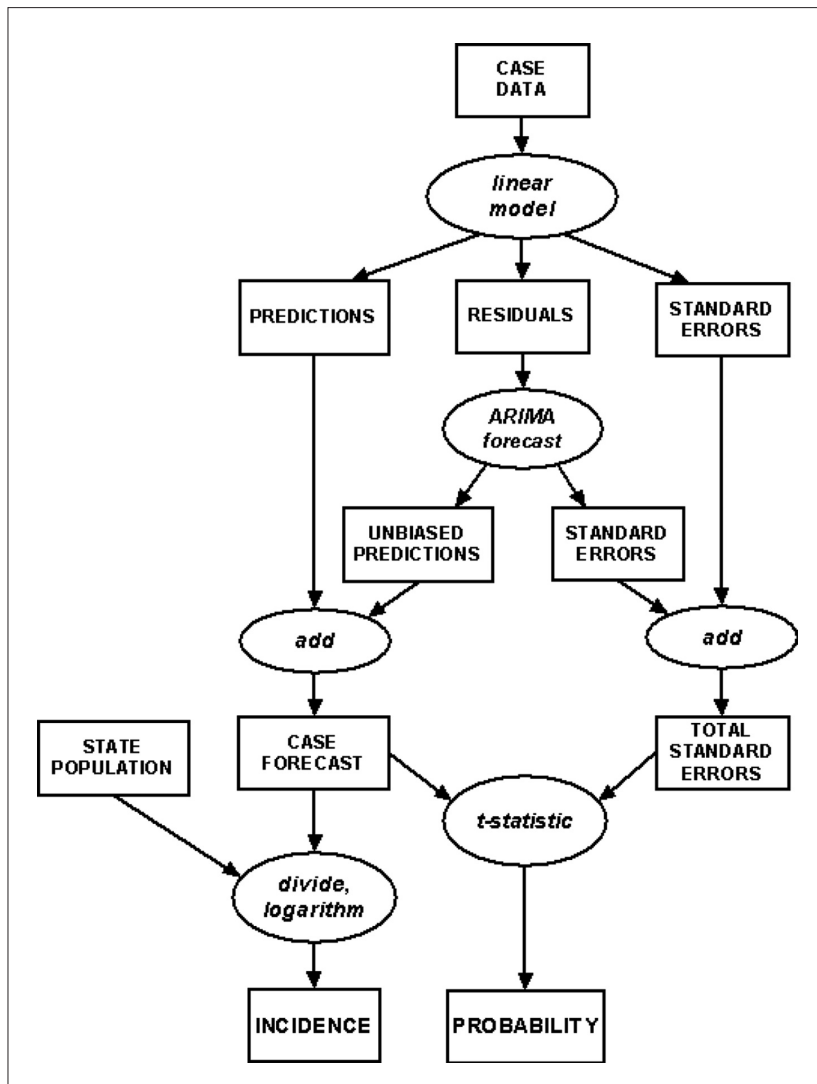 CASE
DATA
linear
model
PREDICTIONS
RESIDUALS
STANDARD
ERRORS
ARIMA
forecast
UNBIASED
PREDICTIONS
STANDARD
ERRORS
add
add
STATE
POPULATION
CASE
FORECAST
TOTAL
STANDARD
ERRORS
t-statistic
divide,
logarithm
INCIDENCE
PROBABILITY